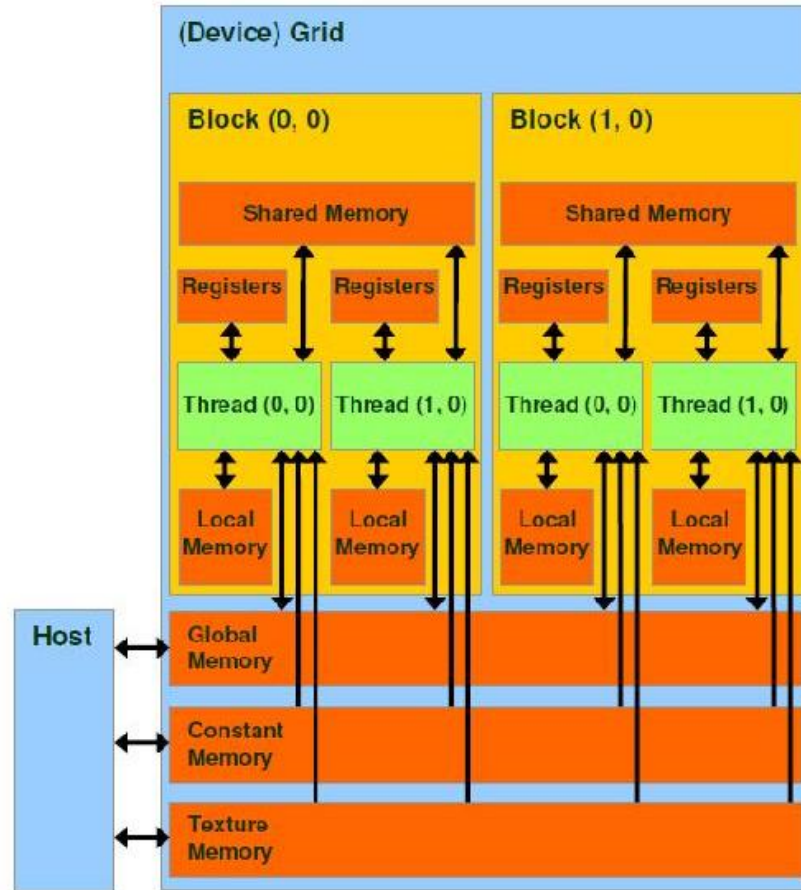 (Device) Grid
Block (0, 0)
Block (1, 0)
Shared Memory
Shared Memory
Registers
Registers
Registers
Registers
Thread (0, 0)
Thread (1, 0)
Thread (0, 0)
Thread (1, 0)
Local
Memory
Local
Memory
Local
Memory
Local
Memory
Host
Global
Memory
Constant
Memory
Texture
Memory